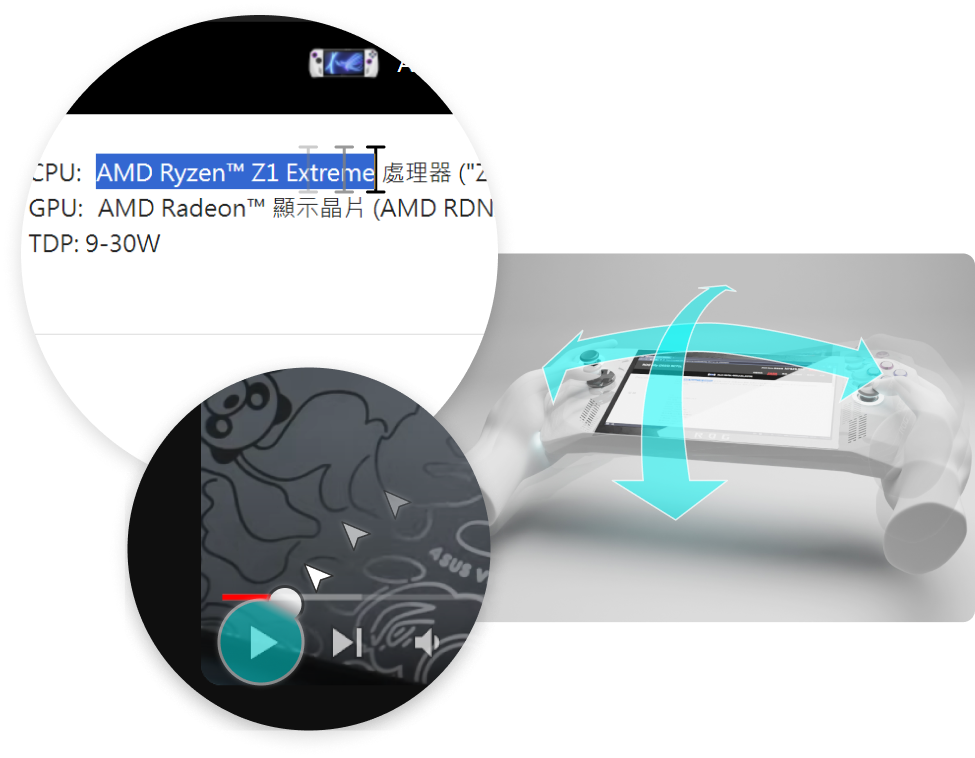 A
CPU: AMD Ryzen™ Z1 Extreme 處理器 ("Z
GPU: AMD Radeon™ 顯示晶片 (AMD RDN
TDP: 9-30W
ASUS V
ROG